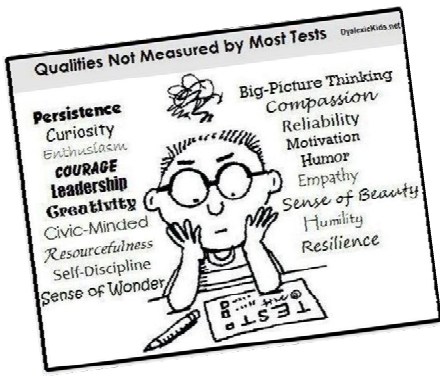 Qualities Not Measured by Most Tests
DyslexicKids.net
Persistence
Curiosity
Enthusiasm
COURAGE
Leadership
Creativity
Civic-Minded
Resourcefulness
Self-Discipline
Sense of Wonder
Big-Picture Thinking
Compassion
Reliability
Motivation
Humor
Empathy
Sense of Beauty
Humility
Resilience
TEST